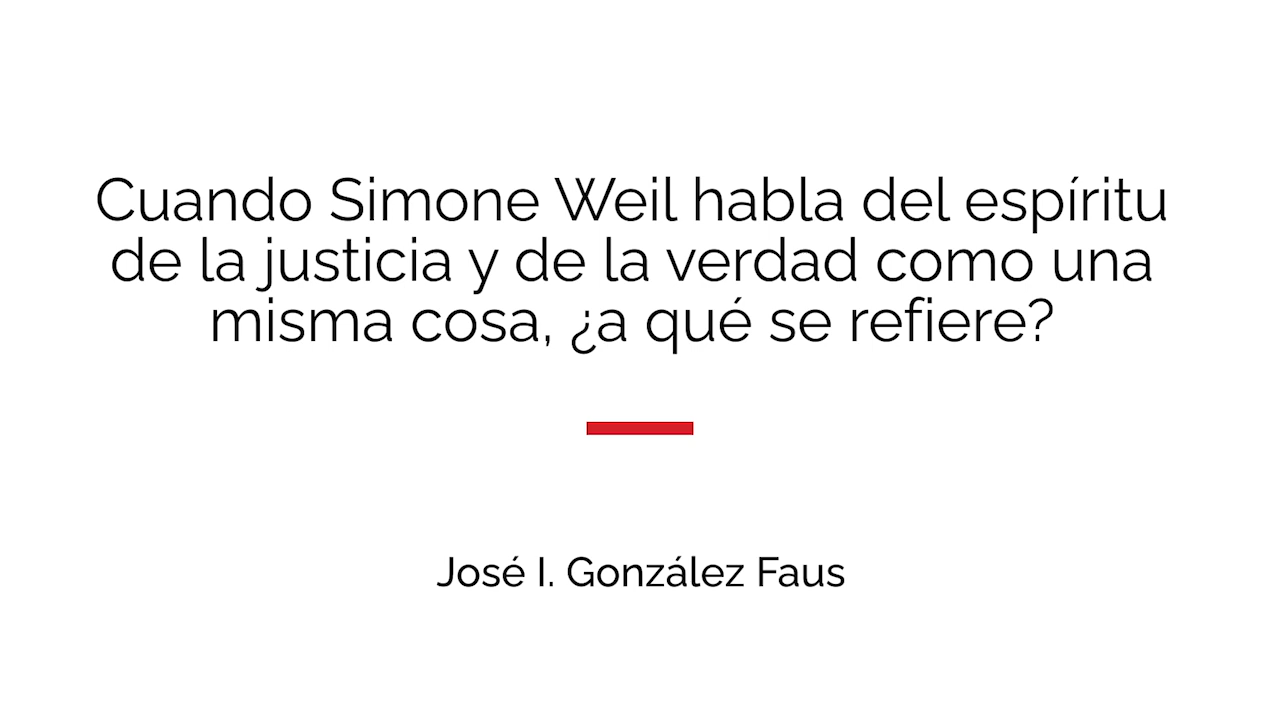 Cuando Simone Weil habla del espíritu
de la justicia y de la verdad como una
misma cosa, ¿a qué se refiere?
José I. González Faus